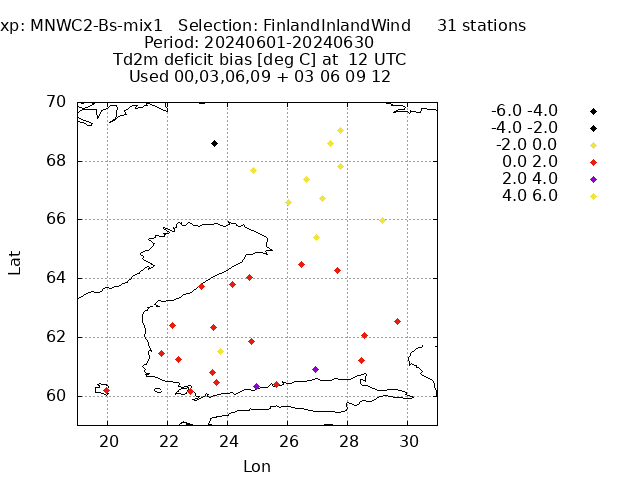 xp: MNWC2-Bs-mix1 Selection: FinlandInlandWind 31 stations
Period: 20240601-20240630
Td2m deficit bias [deg C] at 12 UTC
Used 00,03,06,09 + 03 06 09 12
-6.0 -4.0
-4.0 -2.0
-2.0 0.0
0.0 2.0
2.0 4.0
4.0 6.0
70
68
66
64
62
60
Lat
20 22 24 26 28 30
Lon